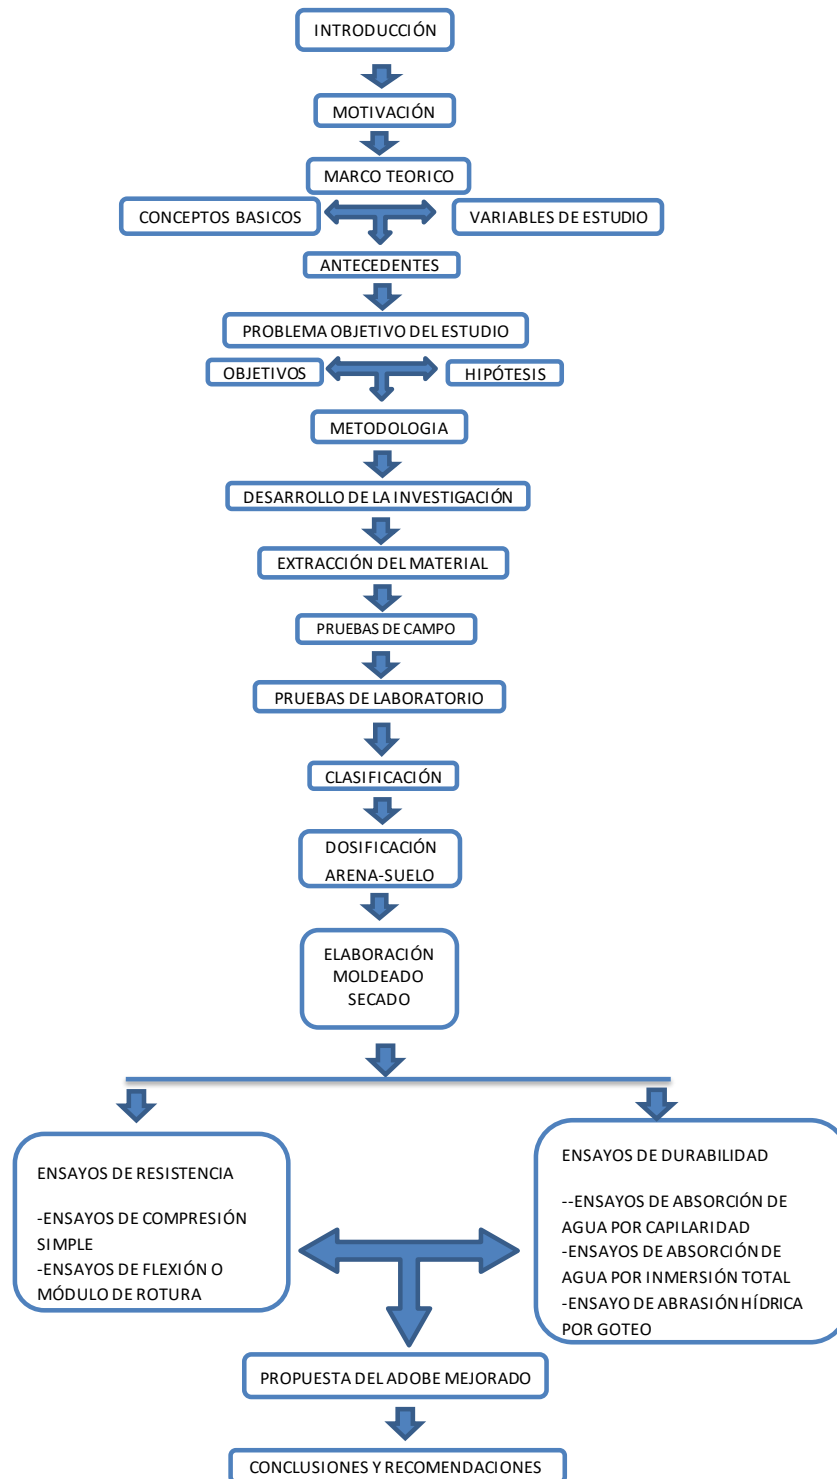 INTRODUCCIÓN
MOTIVACIÓN
MARCO TEORICO
CONCEPTOS BASICOS
VARIABLES DE ESTUDIO
ANTECEDENTES
PROBLEMA OBJETIVO DEL ESTUDIO
OBJETIVOS
HIPÓTESIS
METODOLOGIA
DESARROLLO DE LA INVESTIGACIÓN
EXTRACCIÓN DEL MATERIAL
PRUEBAS DE CAMPO
PRUEBAS DE LABORATORIO
CLASIFICACIÓN
DOSIFICACIÓN
ARENA-SUELO
ELABORACIÓN
MOLDEADO
SECADO
ENSAYOS DE RESISTENCIA
-ENSAYOS DE COMPRESIÓN
SIMPLE
-ENSAYOS DE FLEXIÓN O
MÓDULO DE ROTURA
ENSAYOS DE DURABILIDAD
--ENSAYOS DE ABSORCIÓN DE
AGUA POR CAPILARIDAD
-ENSAYOS DE ABSORCIÓN DE
AGUA POR INMERSIÓN TOTAL
-ENSAYO DE ABRASIÓN HÍDRICA
POR GOTEO
PROPUESTA DEL ADOBE MEJORADO
CONCLUSIONES Y RECOMENDACIONES